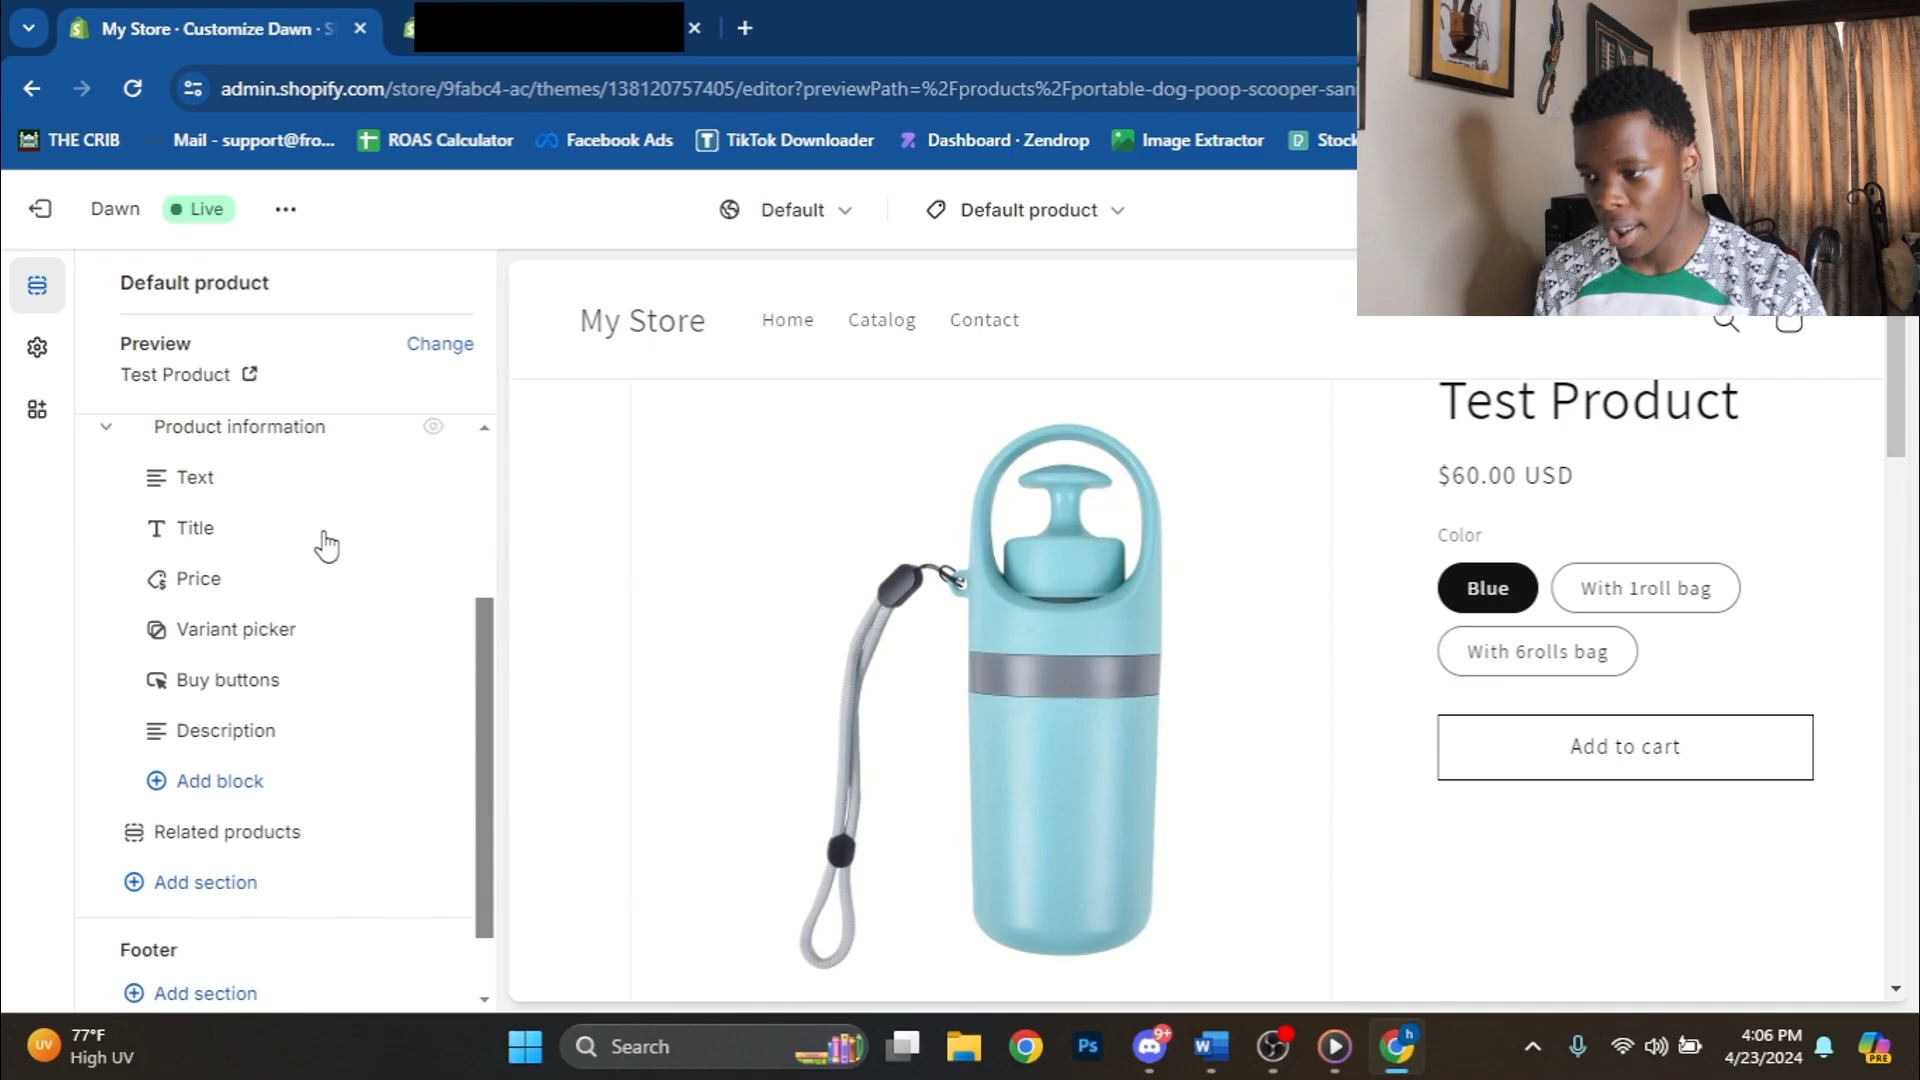 My Store · Customize Dawn · S
admin.shopify.com/store/9fabc4-ac/themes/138120757405/editor?previewPath=%2Fproducts%2Fportable-dog-poop-scooper-san
THE CRIB
Mail - support@fro...
ROAS Calculator
Facebook Ads
T TikTok Downloader
Dashboard · Zendrop
Image Extractor
D Stock
Dawn
Live
Default
Default product
Default product
Preview
Change
Test Product
Product information
Text
Title
Price
Variant picker
Buy buttons
Description
Add block
Related products
Add section
Footer
Add section
My Store
Home
Catalog
Contact
Test Product
$60.00 USD
Color
Blue
With 1roll bag
With 6rolls bag
Add to cart
UV
77°F
High UV
Search
Ps
9+
W
h
4:06 PM
4/23/2024
PRE